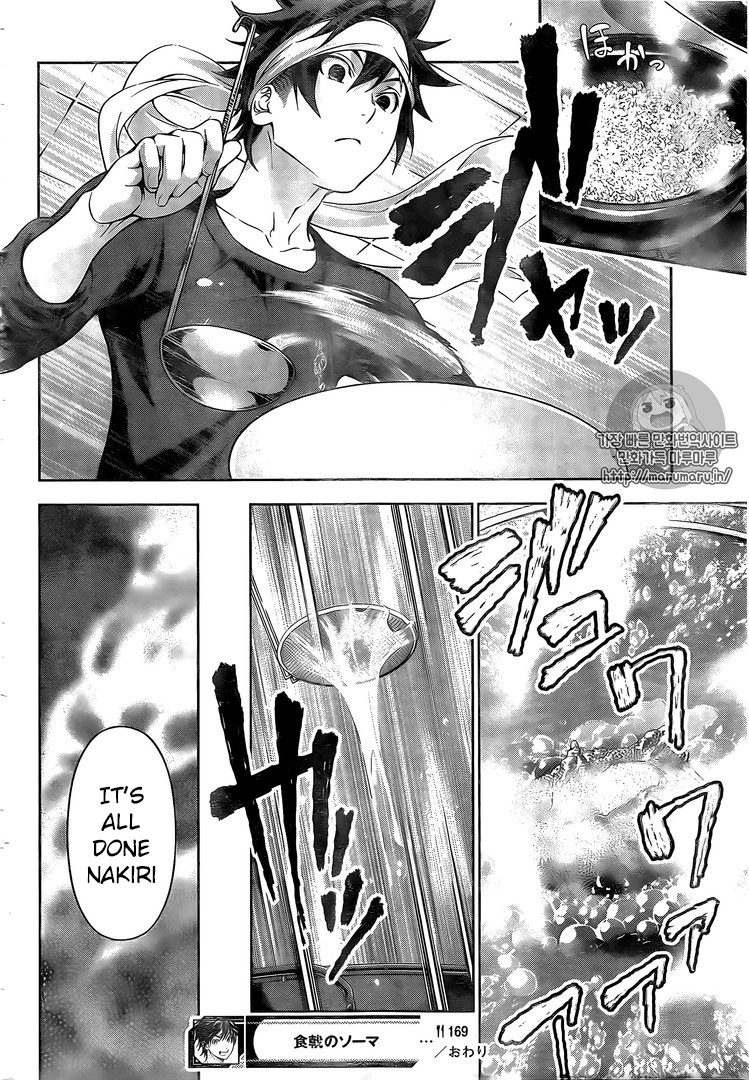 ほかっ
ジャッ
가장 빠른 만화번역사이트
만화가득 마루마루
http://marumaru.in/
ジュワアァァ
ザアッ
IT'S
ALL
DONE
NAKIRI
食戟のソーマ
… 169
/おわり